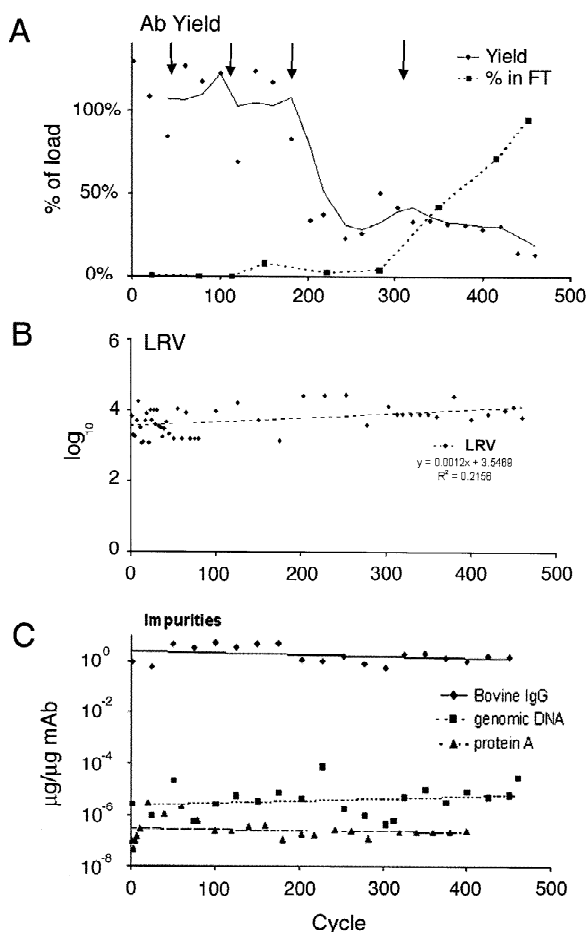 A
Ab Yield
Yield
% in FT
% of load
100%
50%
0%
0 100 200 300 400 500
B
LRV
6
4
2
0
log10
LRV
y = 0.0012x + 3.5469
R² = 0.2156
0 100 200 300 400 500
C
Impurities
10^0
10^-2
10^-4
10^-6
10^-8
μg/μg mAb
Bovine IgG
genomic DNA
protein A
0 100 200 300 400 500
Cycle